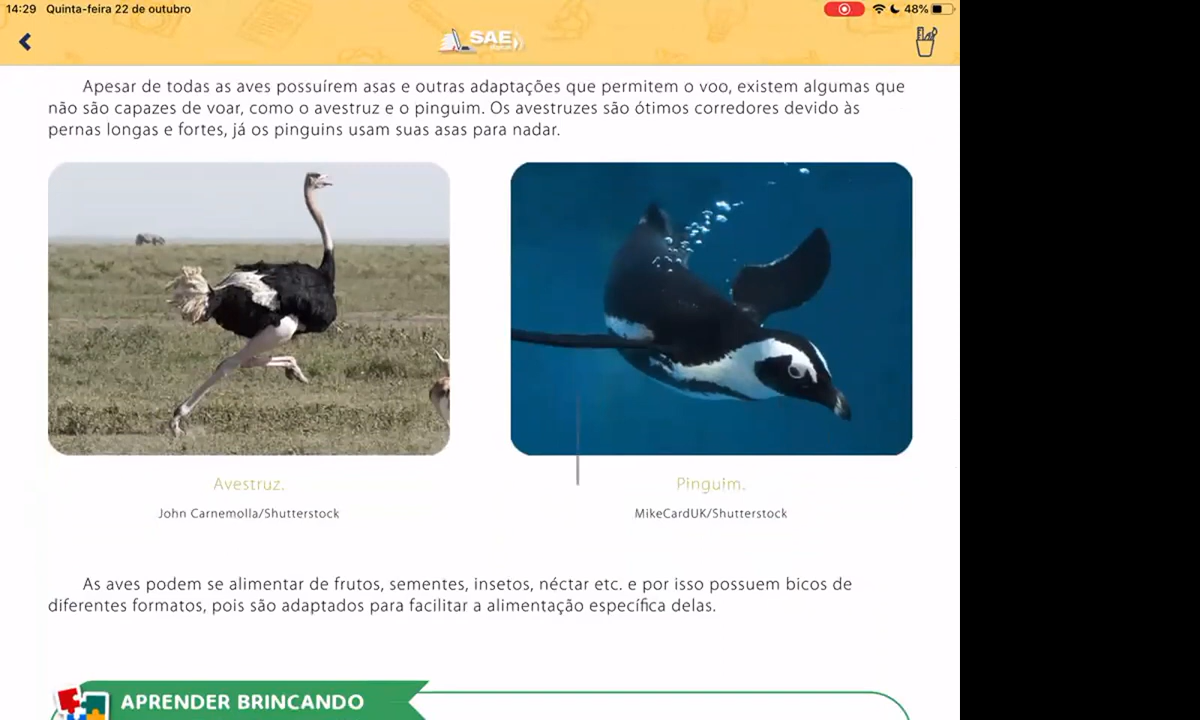 14:29 Quinta-feira 22 de outubro
48%
SAE
digital
Apesar de todas as aves possuírem asas e outras adaptações que permitem o voo, existem algumas que
não são capazes de voar, como o avestruz e o pinguim. Os avestruzes são ótimos corredores devido às
pernas longas e fortes, já os pinguins usam suas asas para nadar.
Avestruz.
John Carnemolla/Shutterstock
Pinguim.
MikeCardUK/Shutterstock
As aves podem se alimentar de frutos, sementes, insetos, néctar etc. e por isso possuem bicos de
diferentes formatos, pois são adaptados para facilitar a alimentação específica delas.
APRENDER BRINCANDO